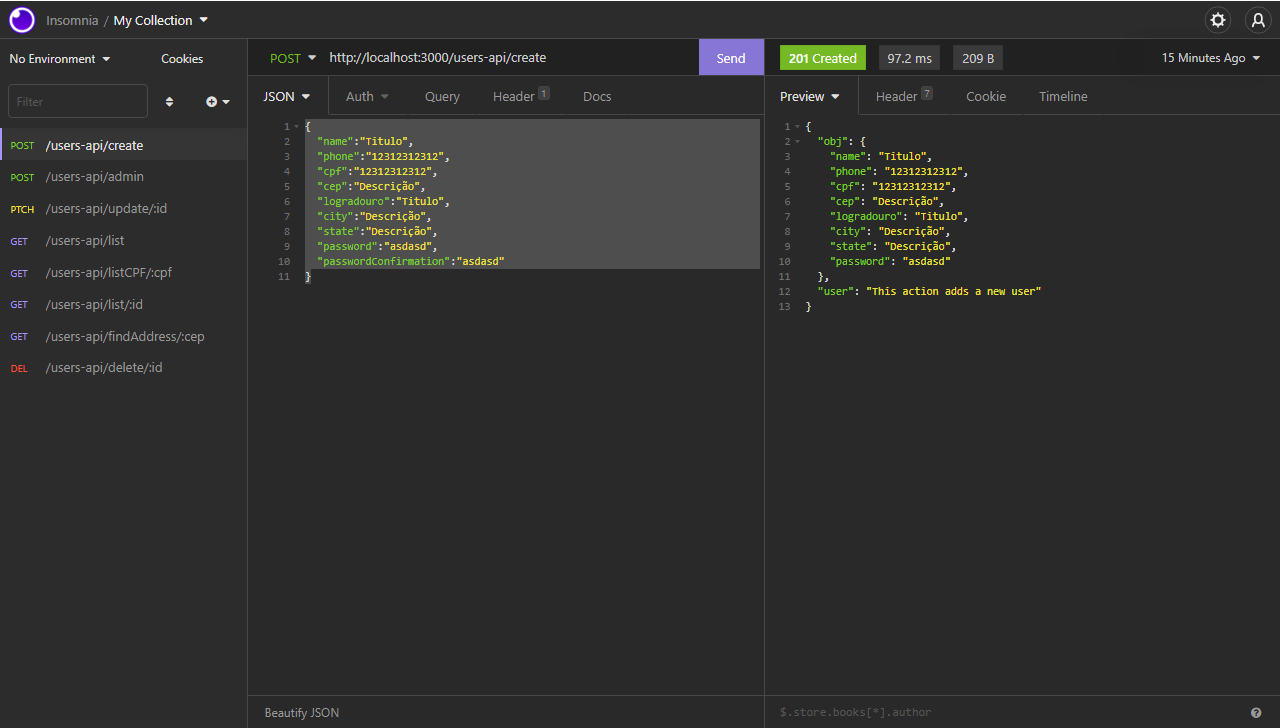 Insomnia / My Collection
No Environment
Cookies
Filter
POST /users-api/create
POST /users-api/admin
PTCH /users-api/update/:id
GET /users-api/list
GET /users-api/listCPF/:cpf
GET /users-api/list/:id
GET /users-api/findAddress/:cep
DEL /users-api/delete/:id
POST http://localhost:3000/users-api/create Send
JSON Auth Query Header 1 Docs
1 {
2 "name":"Titulo",
3 "phone":"12312312312",
4 "cpf":"12312312312",
5 "cep":"Descrição",
6 "logradouro":"Titulo",
7 "city":"Descrição",
8 "state":"Descrição",
9 "password":"asdasd",
10 "passwordConfirmation":"asdasd"
11 }
Beautify JSON
201 Created 97.2 ms 209 B 15 Minutes Ago
Preview Header 7 Cookie Timeline
1 {
2 "obj": {
3 "name": "Titulo",
4 "phone": "12312312312",
5 "cpf": "12312312312",
6 "cep": "Descrição",
7 "logradouro": "Titulo",
8 "city": "Descrição",
9 "state": "Descrição",
10 "password": "asdasd"
11 },
12 "user": "This action adds a new user"
13 }
$.store.books[*].author